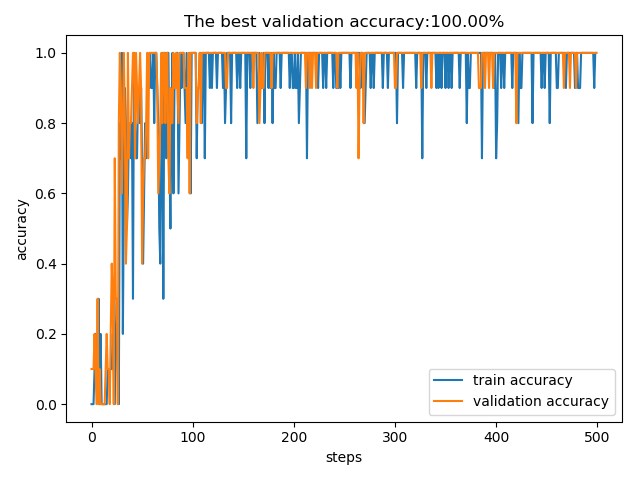 The best validation accuracy:100.00%
accuracy
1.0
0.8
0.6
0.4
0.2
0.0
0 100 200 300 400 500
steps
train accuracy
validation accuracy